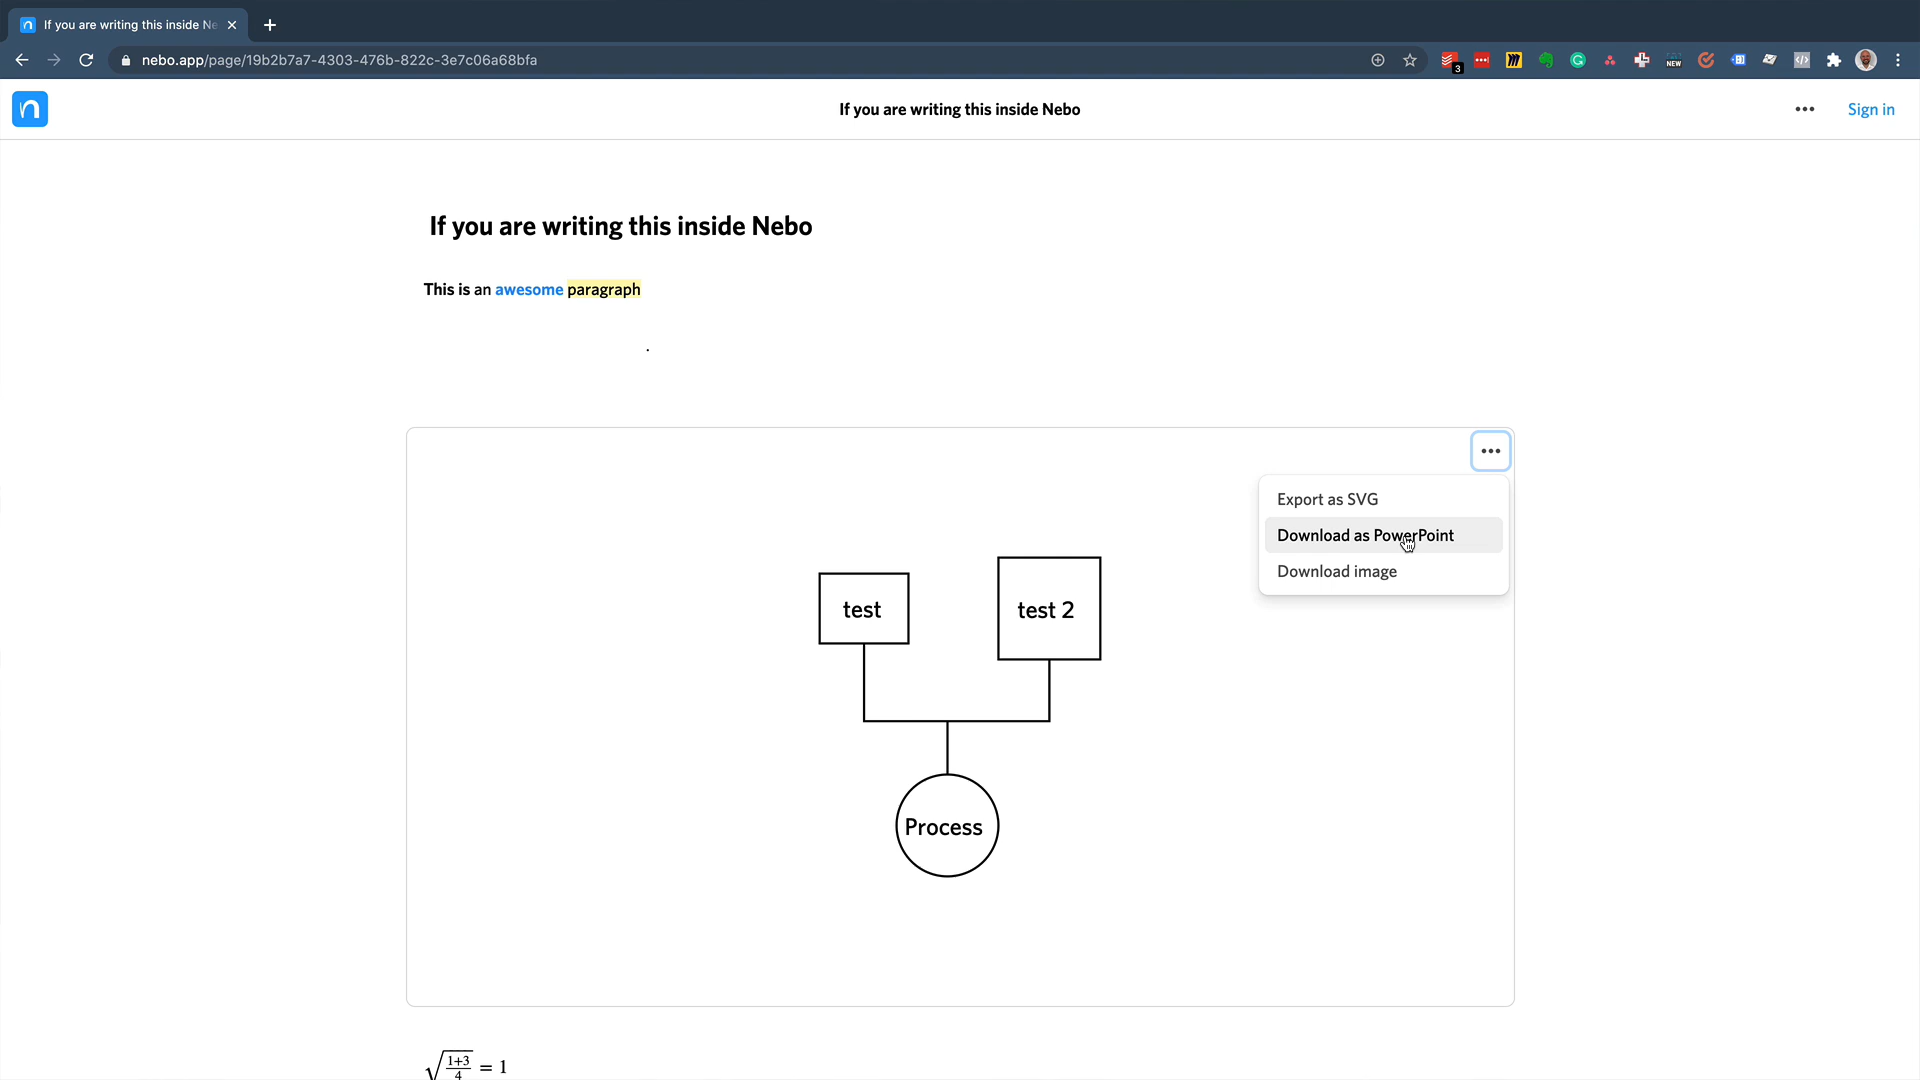 If you are writing this inside Ne
nebo.app/page/19b2b7a7-4303-476b-822c-3e7c06a68bfa
3
NEW
If you are writing this inside Nebo
Sign in
If you are writing this inside Nebo
This is an awesome paragraph
.
Export as SVG
Download as PowerPoint
Download image
test
test 2
Process
√(1+3/4) = 1